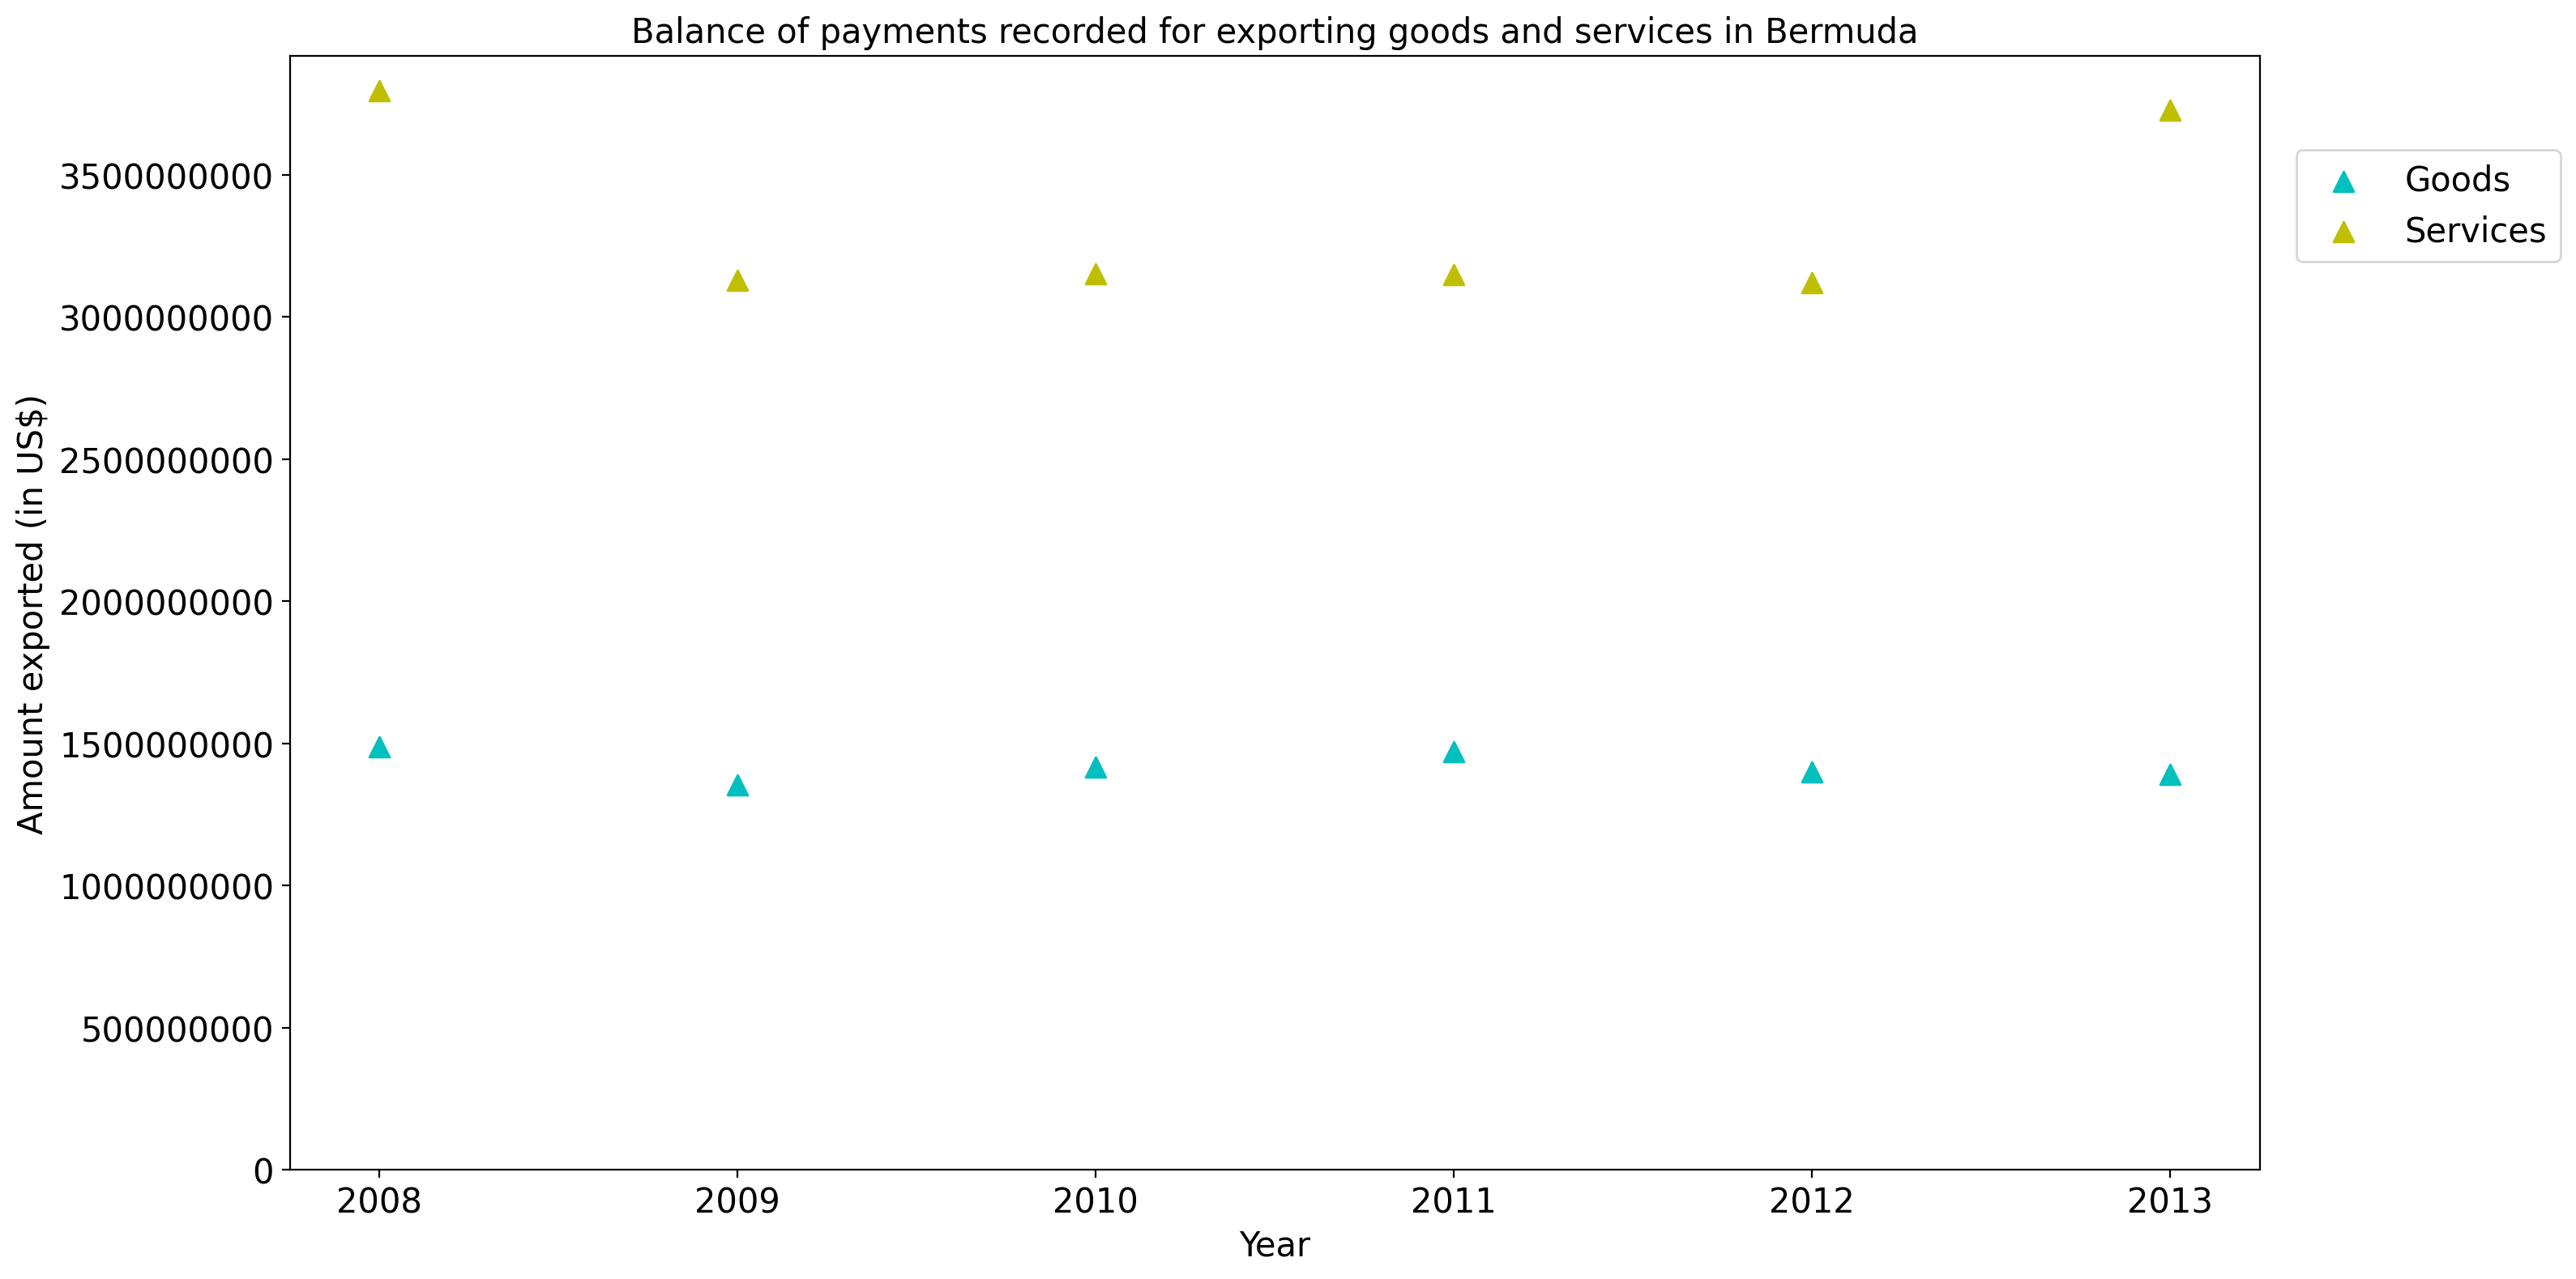 Balance of payments recorded for exporting goods and services in Bermuda
Amount exported (in US$)
3500000000
3000000000
2500000000
2000000000
1500000000
1000000000
500000000
0
2008 2009 2010 2011 2012 2013
Year
Goods
Services